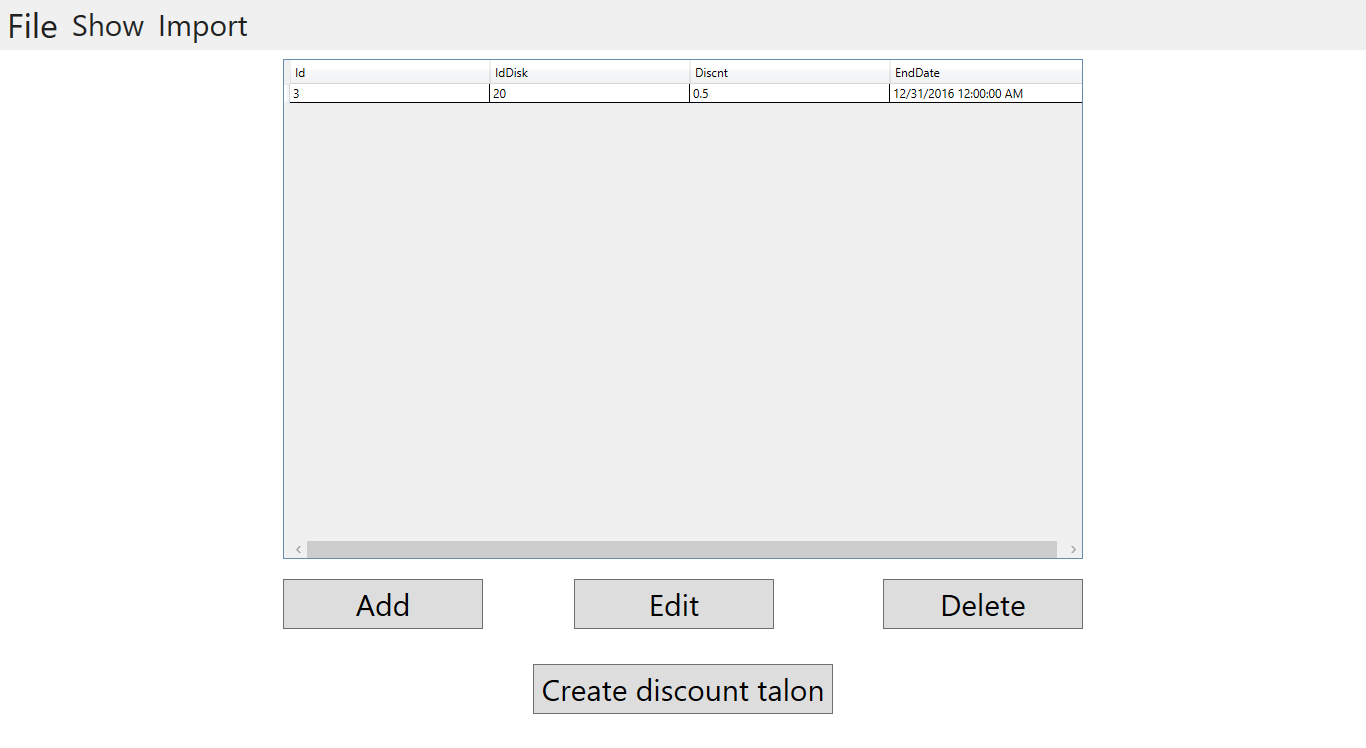 File Show Import
Id IdDisk Discnt EndDate
3 20 0.5 12/31/2016 12:00:00 AM
Add Edit Delete
Create discount talon